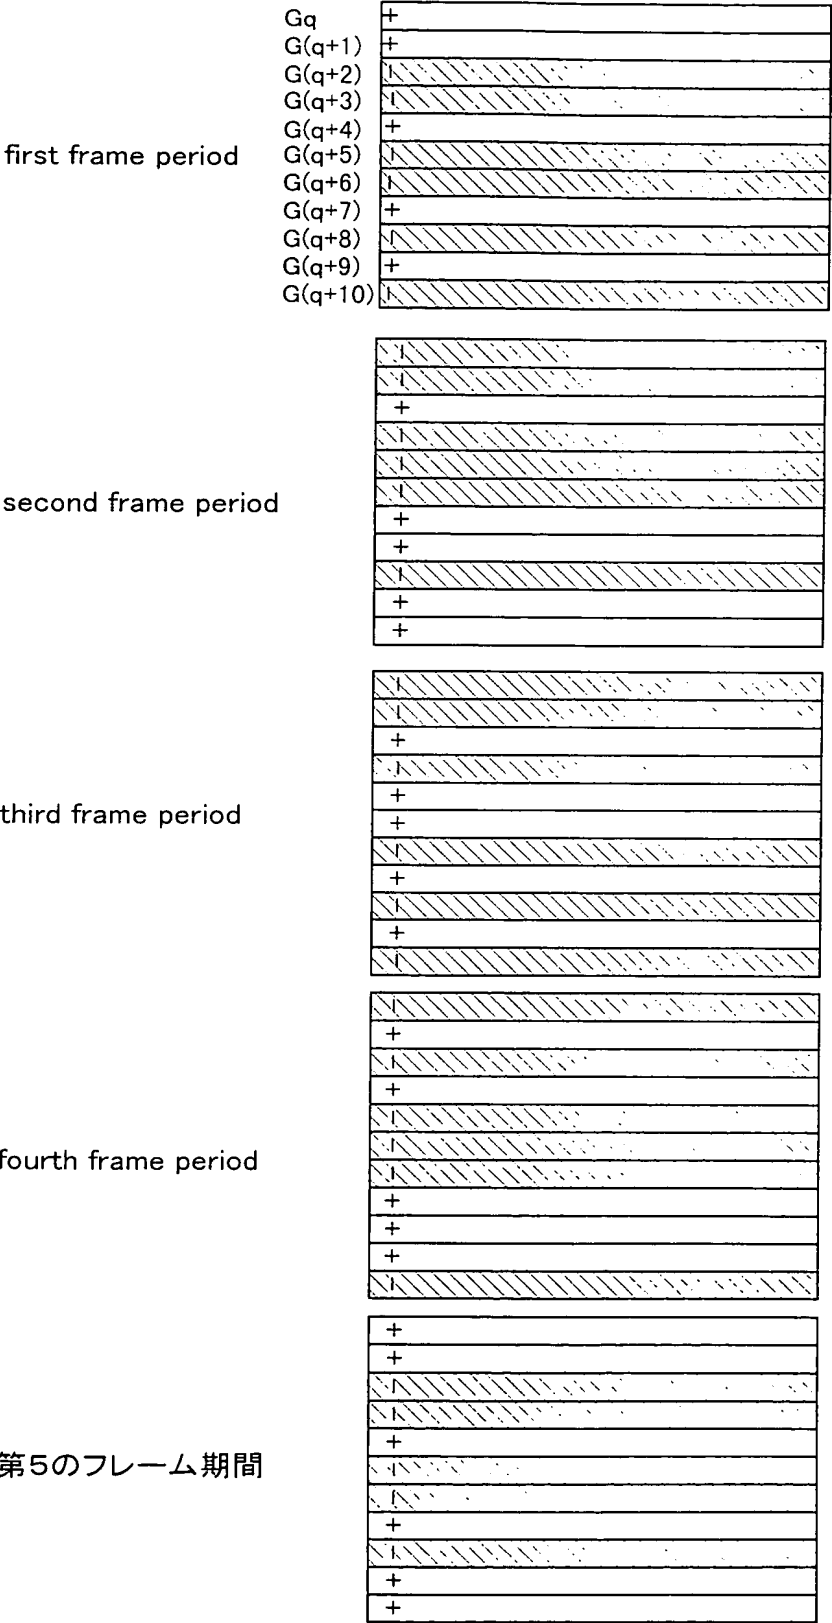 Gq +
G(q+1) +
G(q+2) |
G(q+3) |
G(q+4) +
first frame period G(q+5) |
G(q+6) |
G(q+7) +
G(q+8) |
G(q+9) +
G(q+10) |
|
|
+
|
|
|
second frame period
+
+
|
+
+
|
|
+
|
+
third frame period
+
|
+
|
+
|
|
+
|
+
|
|
fourth frame period
|
+
+
+
|
+
+
|
|
+
第5のフレーム期間
|
|
+
|
+
+